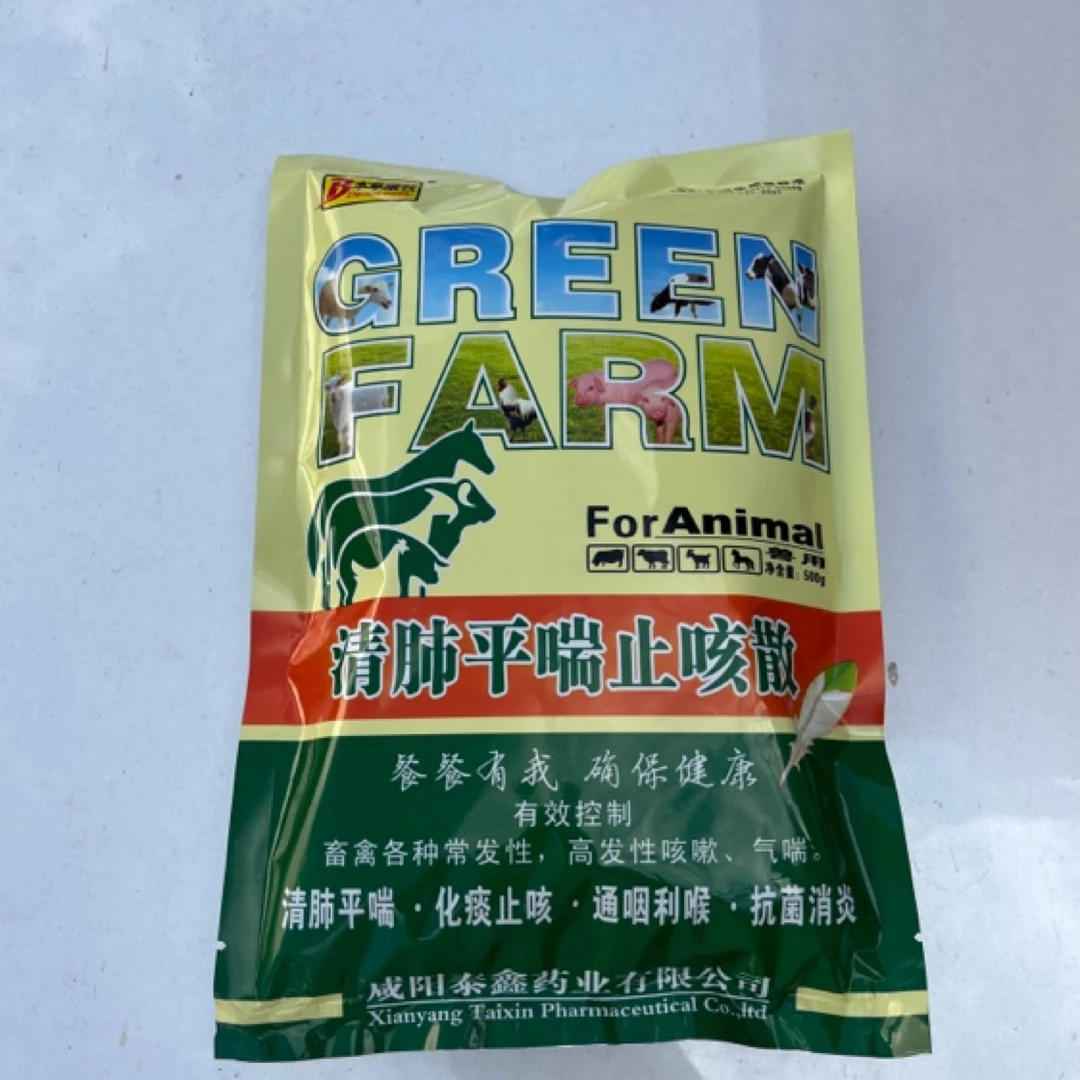 GREEN
FARM
ForAnimal
兽用
净含量：500g
清肺平喘止咳散
餐餐有我 确保健康
有效控制
畜禽各种常发性，高发性咳嗽、气喘。
清肺平喘·化痰止咳·通咽利喉·抗菌消炎
咸阳泰鑫药业有限公司
Xianyang Taixin Pharmaceutical Co.,ltd